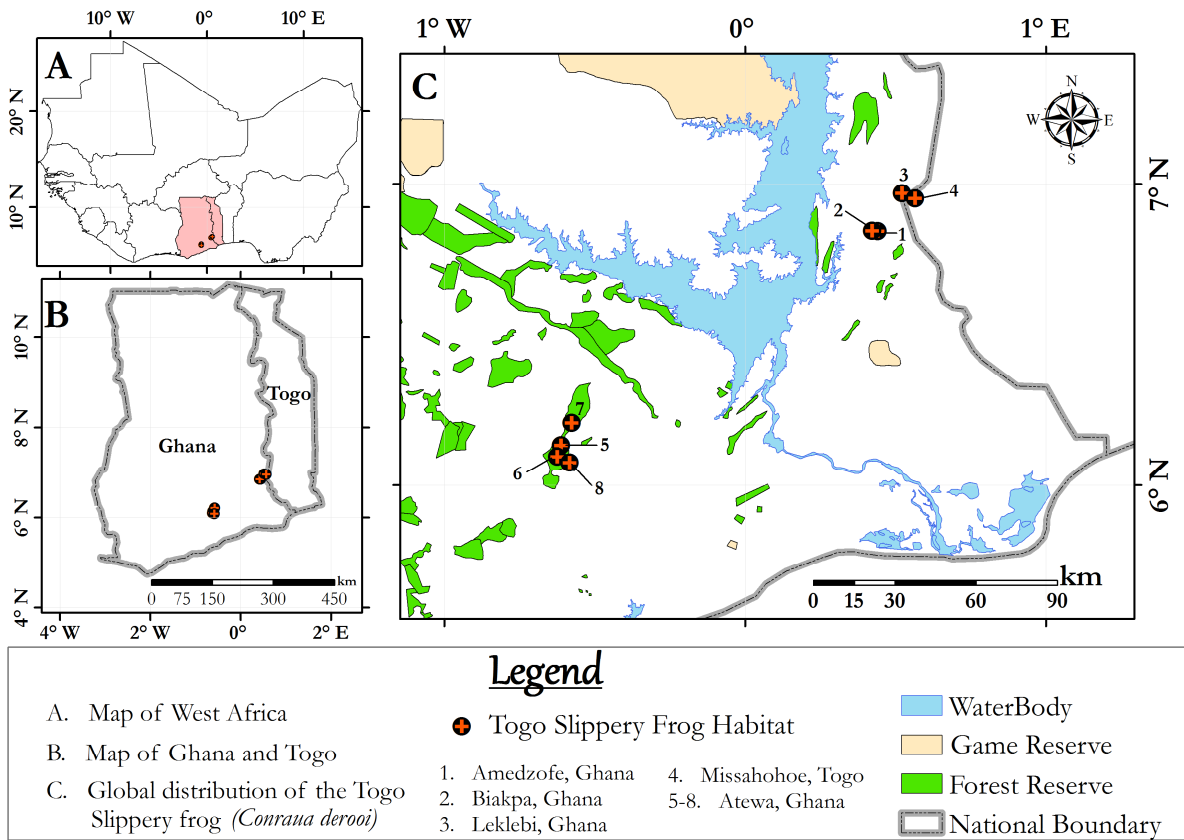 10° W 0° 10° E
A
20° N
10° N
B
10° N
8° N
6° N
4° N
Togo
Ghana
km
0 75 150 300 450
4° W 2° W 0° 2° E
1° W 0° 1° E
C
N
W E
S
7° N
6° N
3
4
2
1
7
5
6
8
km
0 15 30 60 90
Legend
A. Map of West Africa
B. Map of Ghana and Togo
C. Global distribution of the Togo
Slippery frog (Conraua derooi)
Togo Slippery Frog Habitat
1. Amedzofe, Ghana
2. Biakpa, Ghana
3. Leklebi, Ghana
4. Missahohoe, Togo
5-8. Atewa, Ghana
WaterBody
Game Reserve
Forest Reserve
National Boundary